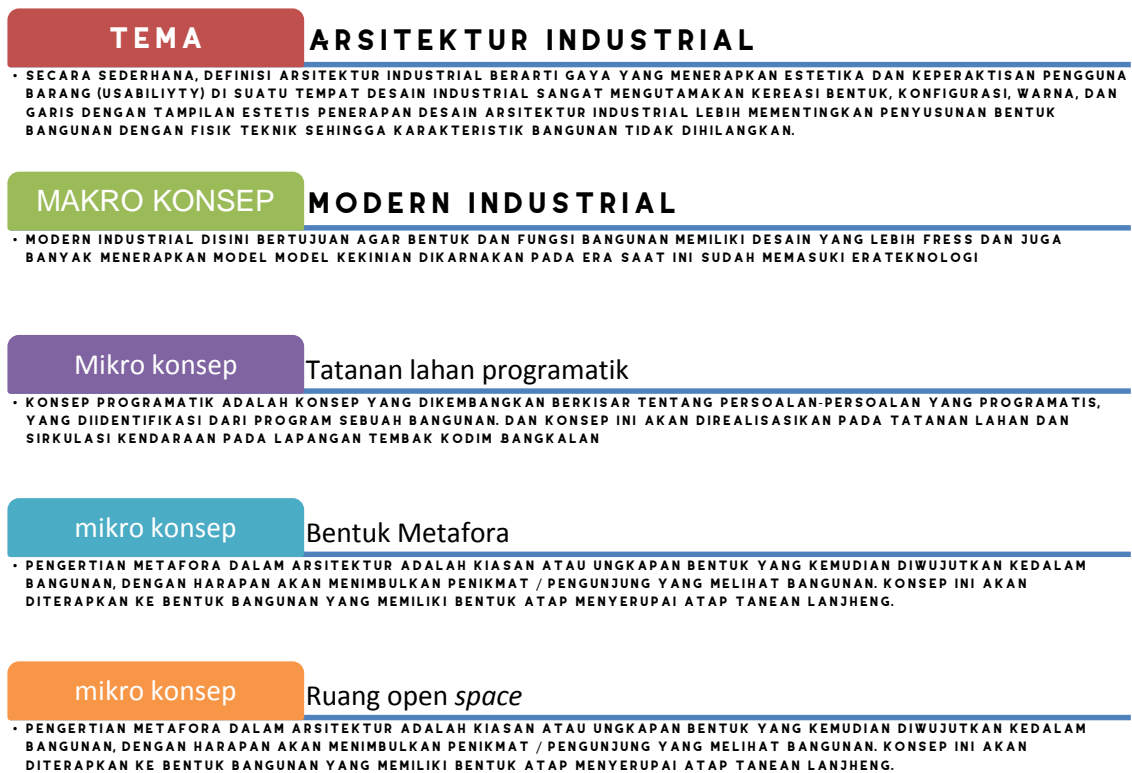 TEMA
ARSITEKTUR INDUSTRIAL
• SECARA SEDERHANA, DEFINISI ARSITEKTUR INDUSTRIAL BERARTI GAYA YANG MENERAPKAN ESTETIKA DAN KEPERAKTISAN PENGGUNA
BARANG (USABILIYTY) DI SUATU TEMPAT DESAIN INDUSTRIAL SANGAT MENGUTAMAKAN KEREASI BENTUK, KONFIGURASI, WARNA, DAN
GARIS DENGAN TAMPILAN ESTETIS PENERAPAN DESAIN ARSITEKTUR INDUSTRIAL LEBIH MEMENTINGKAN PENYUSUNAN BENTUK
BANGUNAN DENGAN FISIK TEKNIK SEHINGGA KARAKTERISTIK BANGUNAN TIDAK DIHILANGKAN.
MAKRO KONSEP
MODERN INDUSTRIAL
• MODERN INDUSTRIAL DISINI BERTUJUAN AGAR BENTUK DAN FUNGSI BANGUNAN MEMILIKI DESAIN YANG LEBIH FRESS DAN JUGA
BANYAK MENERAPKAN MODEL MODEL KEKINIAN DIKARNAKAN PADA ERA SAAT INI SUDAH MEMASUKI ERATEKNOLOGI
Mikro konsep
Tatanan lahan programatik
• KONSEP PROGRAMATIK ADALAH KONSEP YANG DIKEMBANGKAN BERKISAR TENTANG PERSOALAN-PERSOALAN YANG PROGRAMATIS,
YANG DIIDENTIFIKASI DARI PROGRAM SEBUAH BANGUNAN. DAN KONSEP INI AKAN DIREALISASIKAN PADA TATANAN LAHAN DAN
SIRKULASI KENDARAAN PADA LAPANGAN TEMBAK KODIM BANGKALAN
mikro konsep
Bentuk Metafora
• PENGERTIAN METAFORA DALAM ARSITEKTUR ADALAH KIASAN ATAU UNGKAPAN BENTUK YANG KEMUDIAN DIWUJUTKAN KEDALAM
BANGUNAN, DENGAN HARAPAN AKAN MENIMBULKAN PENIKMAT / PENGUNJUNG YANG MELIHAT BANGUNAN. KONSEP INI AKAN
DITERAPKAN KE BENTUK BANGUNAN YANG MEMILIKI BENTUK ATAP MENYERUPAI ATAP TANEAN LANJHENG.
mikro konsep
Ruang open space
• PENGERTIAN METAFORA DALAM ARSITEKTUR ADALAH KIASAN ATAU UNGKAPAN BENTUK YANG KEMUDIAN DIWUJUTKAN KEDALAM
BANGUNAN, DENGAN HARAPAN AKAN MENIMBULKAN PENIKMAT / PENGUNJUNG YANG MELIHAT BANGUNAN. KONSEP INI AKAN
DITERAPKAN KE BENTUK BANGUNAN YANG MEMILIKI BENTUK ATAP MENYERUPAI ATAP TANEAN LANJHENG.